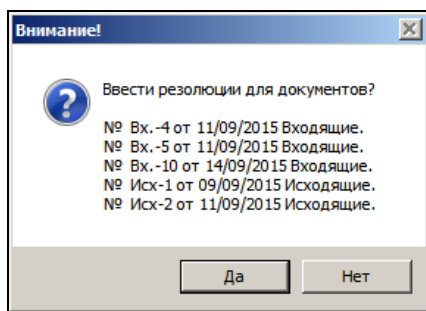 Внимание!
Ввести резолюции для документов?
№ Вх.-4 от 11/09/2015 Входящие.
№ Вх.-5 от 11/09/2015 Входящие.
№ Вх.-10 от 14/09/2015 Входящие.
№ Исх-1 от 09/09/2015 Исходящие.
№ Исх-2 от 11/09/2015 Исходящие.
Да
Нет